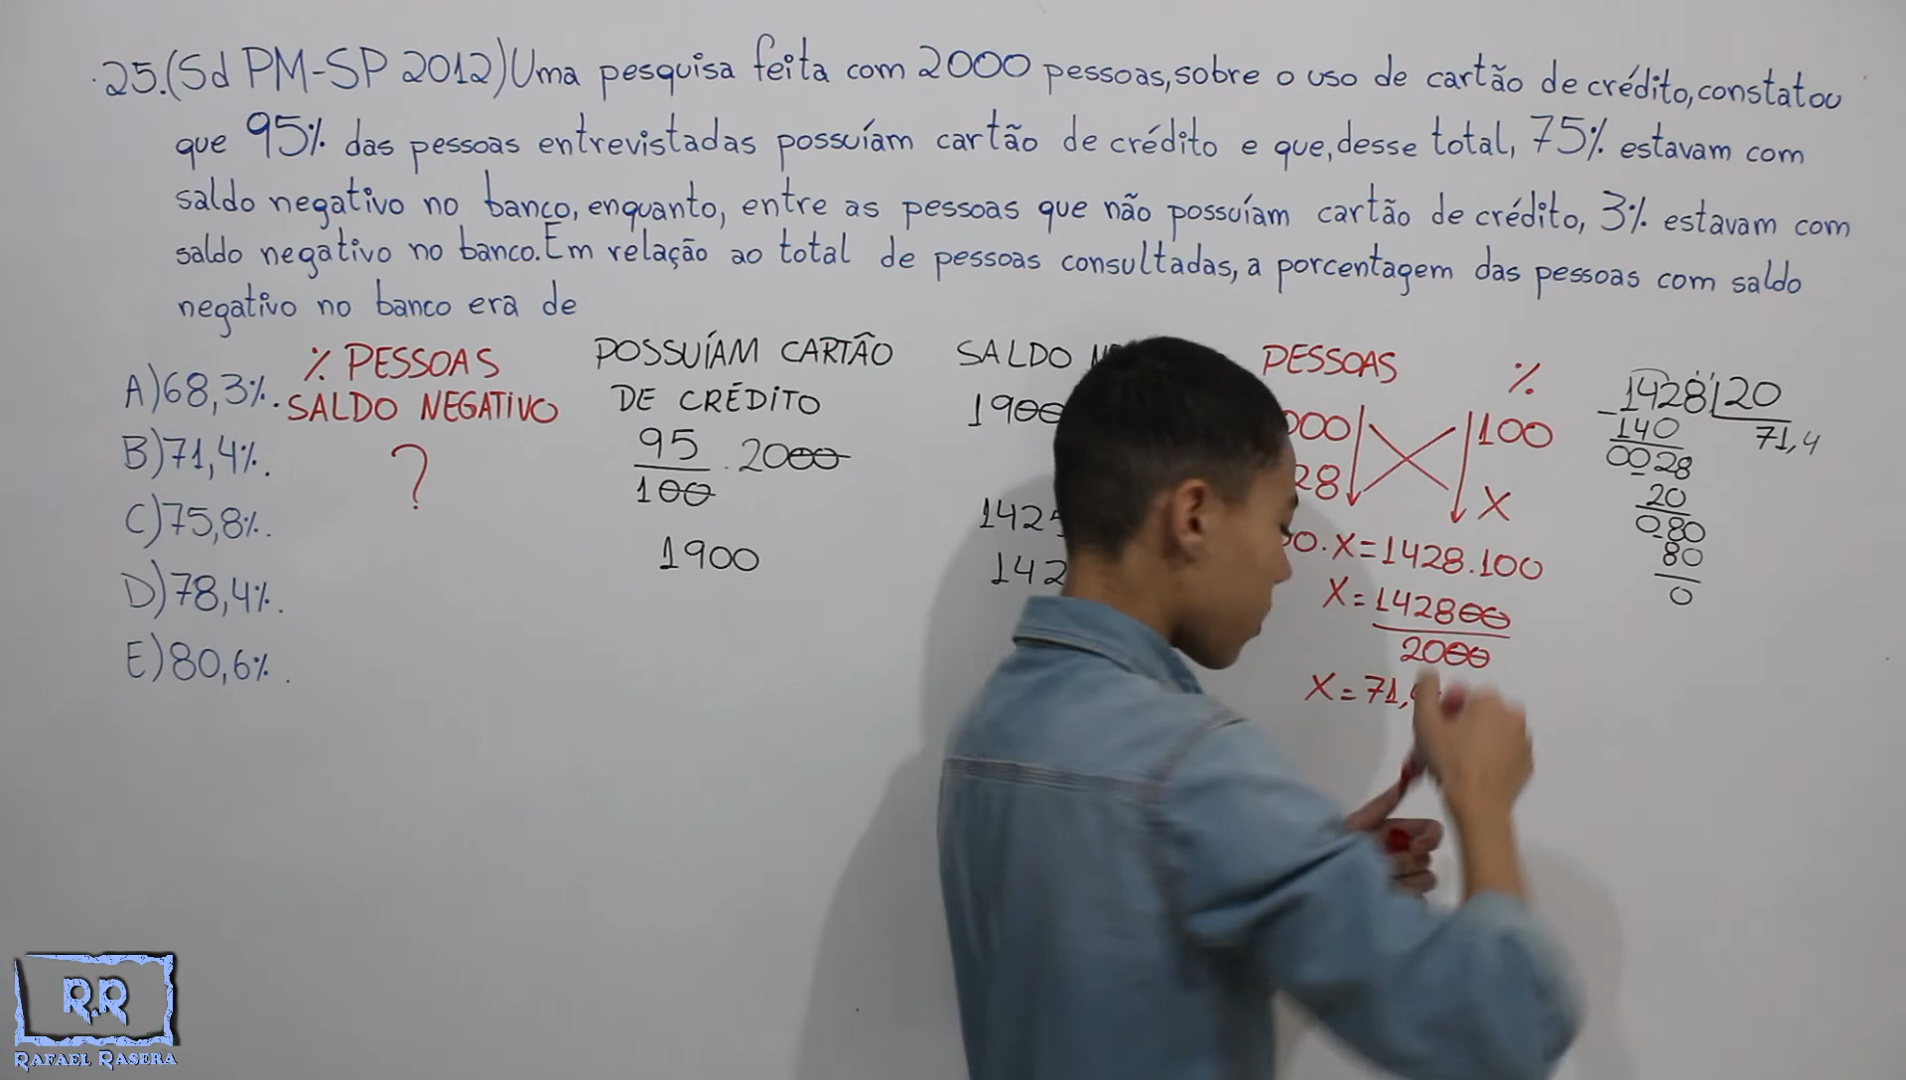 25.(Sd PM-SP 2012)Uma pesquisa feita com 2000 pessoas,sobre o uso de cartão de crédito,constatou
que 95% das pessoas entrevistadas possuíam cartão de crédito e que,desse total, 75% estavam com
saldo negativo no banco, enquanto, entre as pessoas que não possuíam cartão de crédito, 3% estavam com
saldo negativo no banco.Em relação ao total de pessoas consultadas, a porcentagem das pessoas com saldo
negativo no banco era de
A)68,3%.
B)71,4%.
C)75,8%.
D)78,4%.
E)80,6%.
% PESSOAS
SALDO NEGATIVO
?
POSSUÍAM CARTÃO
DE CRÉDITO
95
100
. 2000
1900
SALDO
1900
PESSOAS %
100
X
.X=1428.100
X=142800
2000
X=71,
1428 20
-140 71,4
0028
20
080
80
0
R.R
RAFAEL RASERA